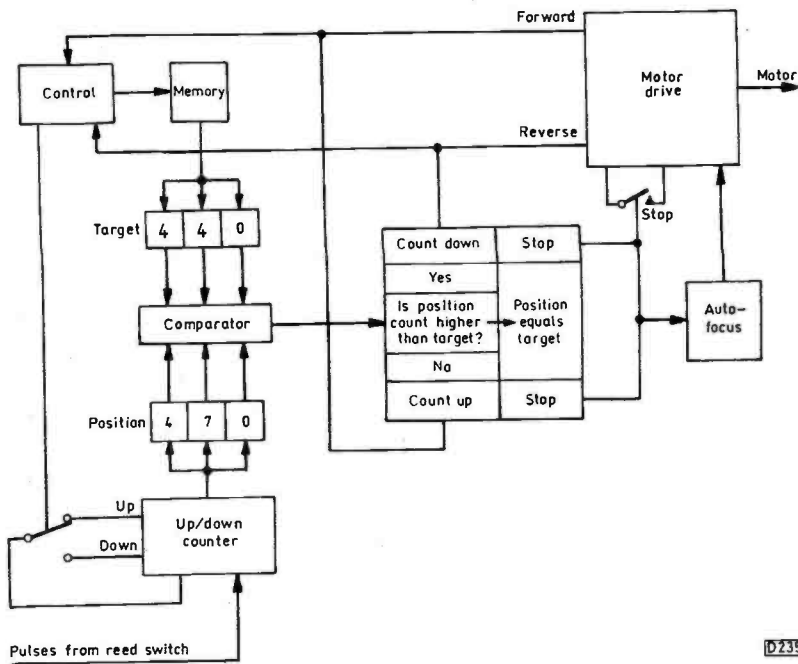 Forward
Control
Memory
Motor
drive
Motor
Reverse
Stop
Target
4 4 0
Count down
Stop
Yes
Is position
count higher
than target?
Position
equals
target
Auto-
focus
Comparator
No
Position
4 7 0
Count up
Stop
Up
Up/down
counter
Down
Pulses from reed switch